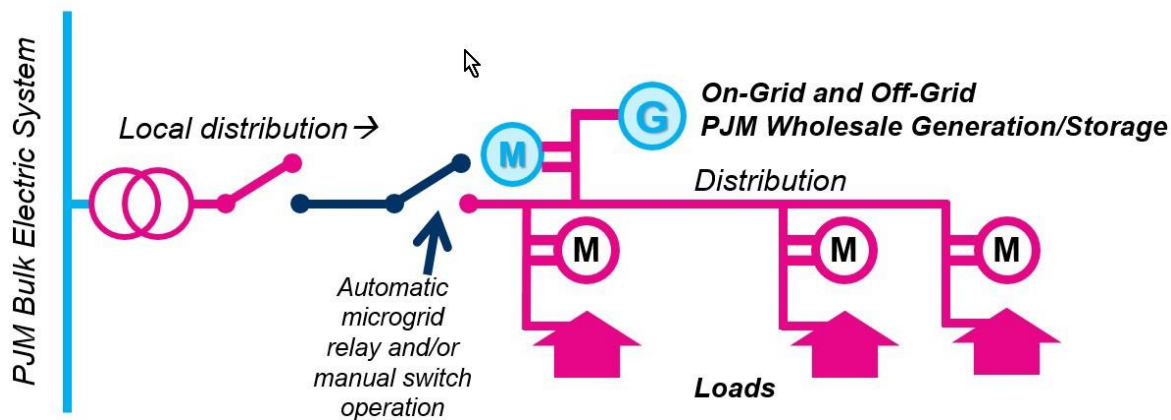 PJM Bulk Electric System
Local distribution →
Automatic
microgrid
relay and/or
manual switch
operation
M
G
On-Grid and Off-Grid
PJM Wholesale Generation/Storage
Distribution
M
M
M
Loads